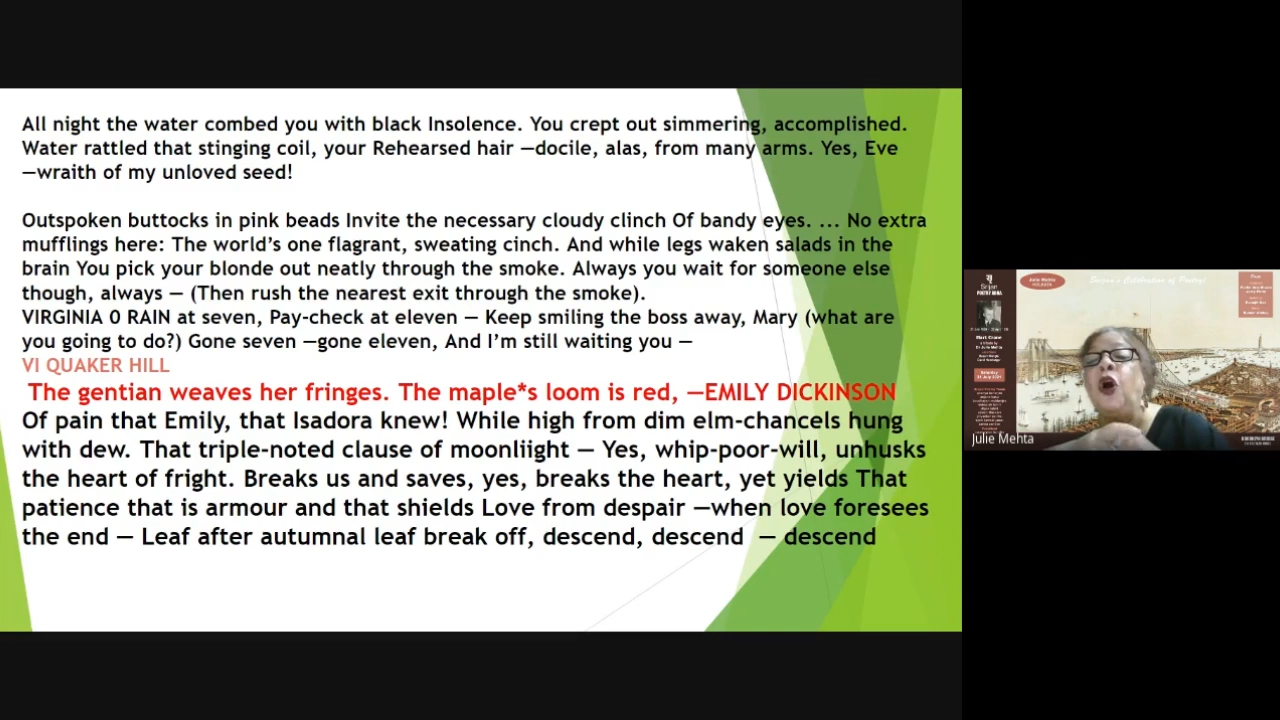 All night the water combed you with black Insolence. You crept out simmering, accomplished.
Water rattled that stinging coil, your Rehearsed hair —docile, alas, from many arms. Yes, Eve
—wraith of my unloved seed!
Outspoken buttocks in pink beads Invite the necessary cloudy clinch Of bandy eyes. ... No extra
mufflings here: The world's one flagrant, sweating cinch. And while legs waken salads in the
brain You pick your blonde out neatly through the smoke. Always you wait for someone else
though, always — (Then rush the nearest exit through the smoke).
VIRGINIA 0 RAIN at seven, Pay-check at eleven — Keep smiling the boss away, Mary (what are
you going to do?) Gone seven —gone eleven, And I'm still waiting you —
VI QUAKER HILL
The gentian weaves her fringes. The maple*s loom is red, —EMILY DICKINSON
Of pain that Emily, that Isadora knew! While high from dim elm-chancels hung
with dew. That triple-noted clause of moonliight — Yes, whip-poor-will, unhusks
the heart of fright. Breaks us and saves, yes, breaks the heart, yet yields That
patience that is armour and that shields Love from despair —when love foresees
the end — Leaf after autumnal leaf break off, descend, descend — descend
Julie Mehta